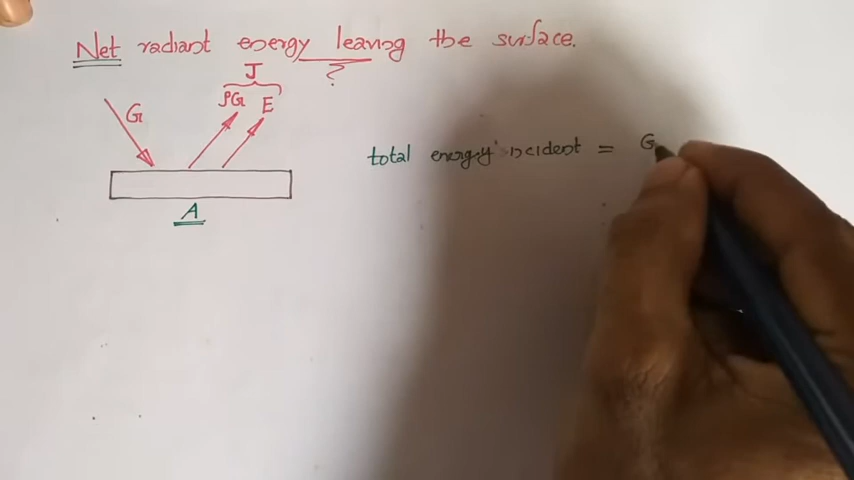 Net radiant energy leaving the surface.
?
J
G
ρG E
total energy incident = G
A